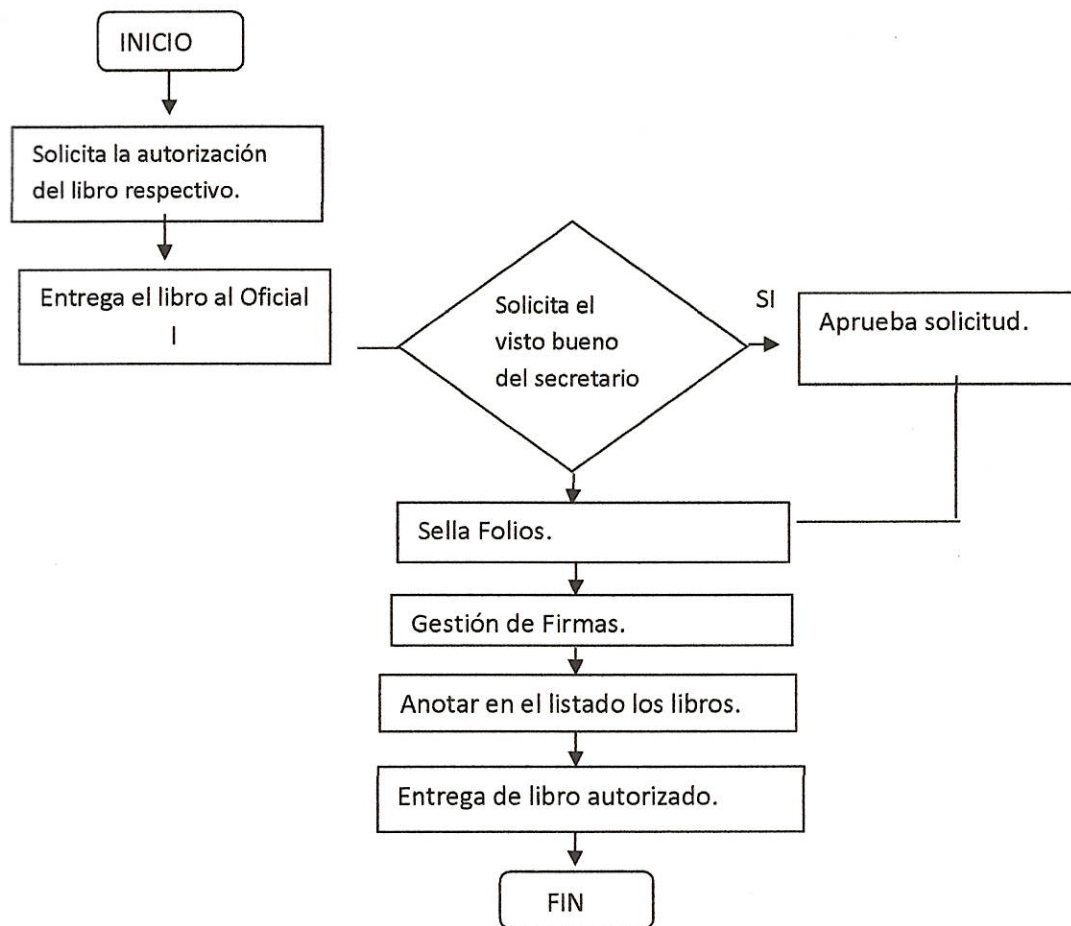 INICIO
Solicita la autorización
del libro respectivo.
Entrega el libro al Oficial
I
Solicita el
visto bueno
del secretario
SI
Aprueba solicitud.
Sella Folios.
Gestión de Firmas.
Anotar en el listado los libros.
Entrega de libro autorizado.
FIN